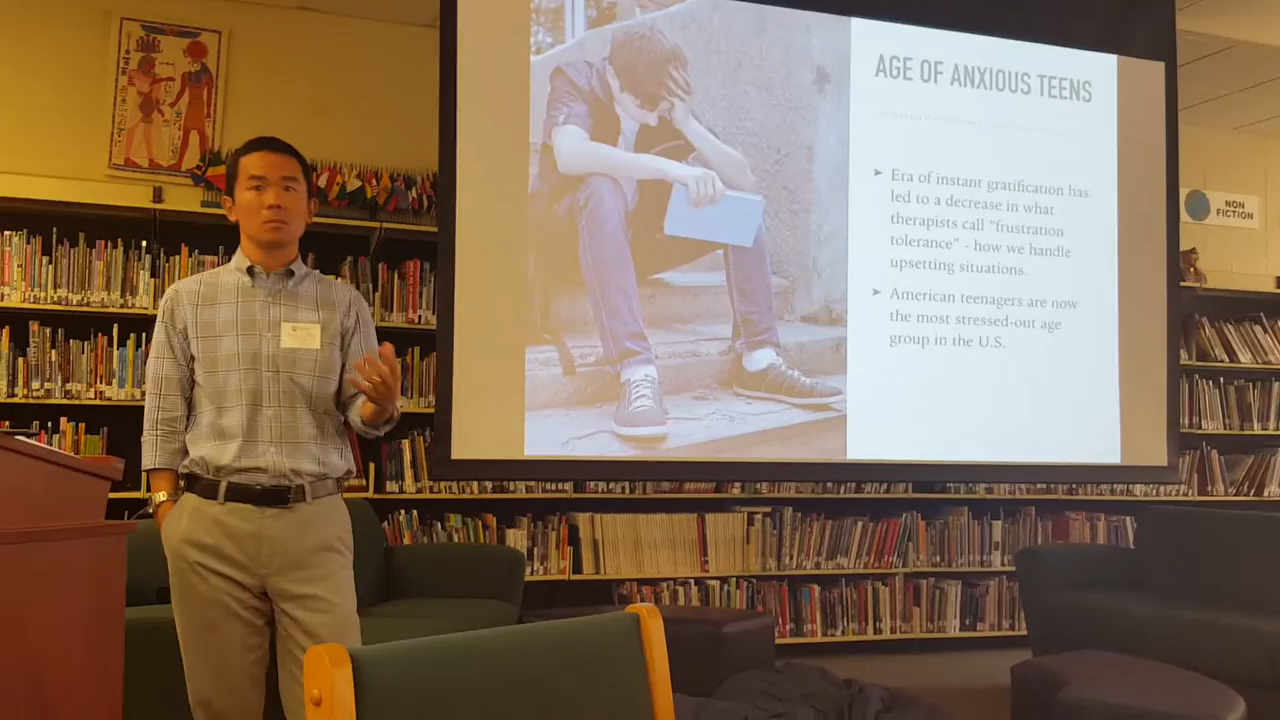 AGE OF ANXIOUS TEENS
➤ Era of instant gratification has
led to a decrease in what
therapists call "frustration
tolerance" - how we handle
upsetting situations.
➤ American teenagers are now
the most stressed-out age
group in the U.S.
NON
FICTION